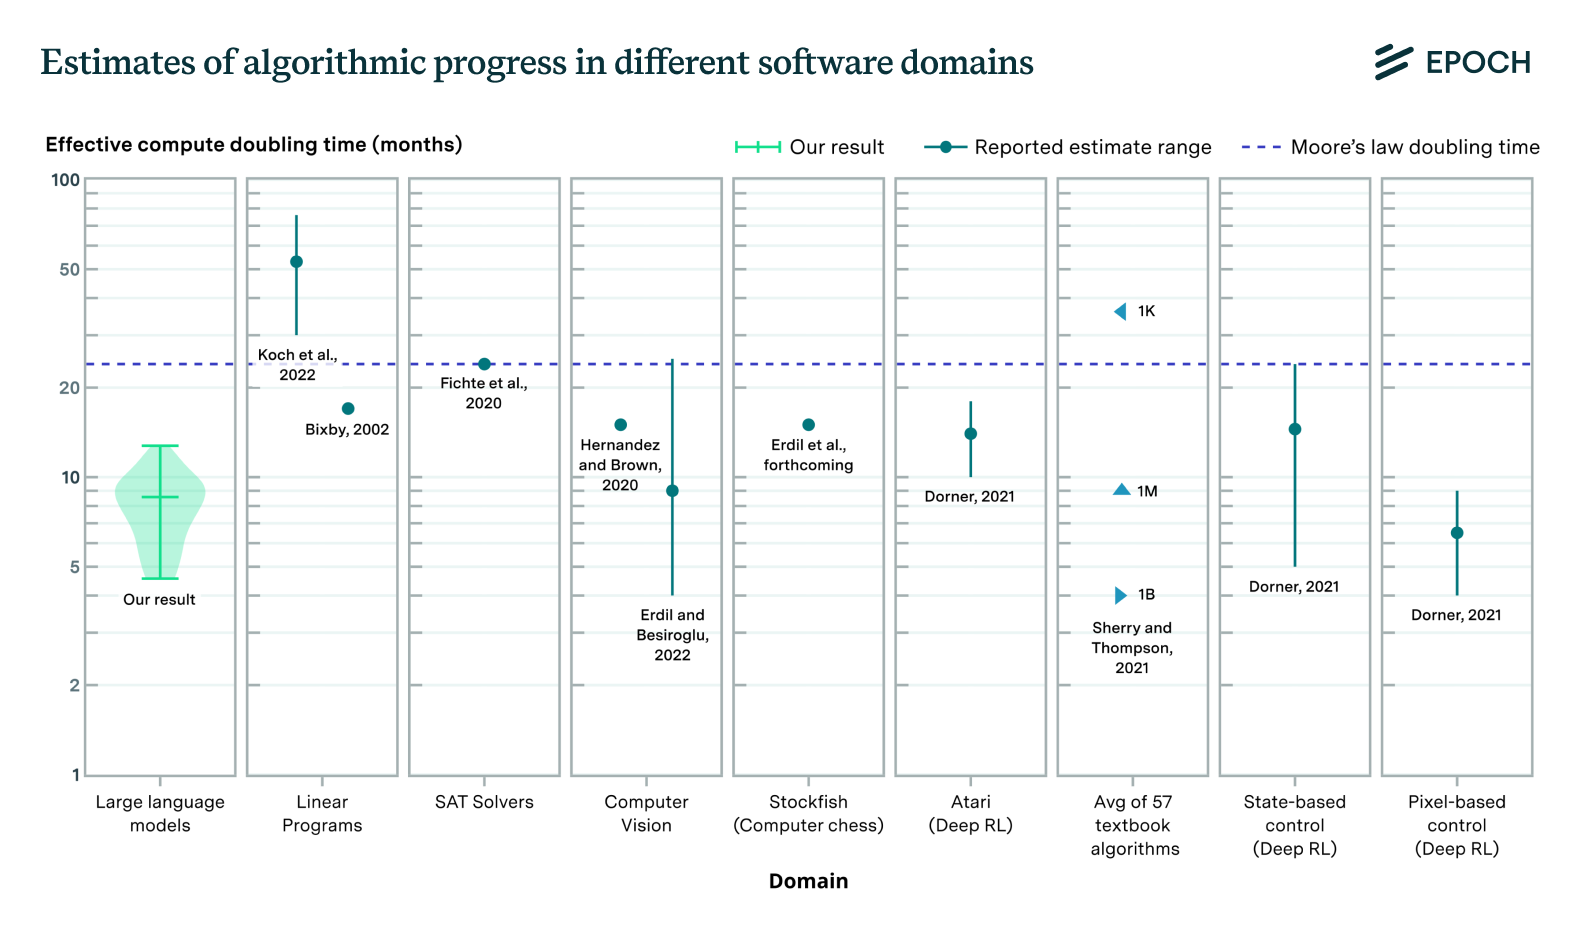 Estimates of algorithmic progress in different software domains
EPOCH
Effective compute doubling time (months)
Our result
Reported estimate range
Moore's law doubling time
100
50
20
10
5
2
1
Our result
Koch et al.,
2022
Bixby, 2002
Fichte et al.,
2020
Hernandez
and Brown,
2020
Erdil and
Besiroglu,
2022
Erdil et al.,
forthcoming
Dorner, 2021
1K
1M
1B
Sherry and
Thompson,
2021
Dorner, 2021
Dorner, 2021
Large language
models
Linear
Programs
SAT Solvers
Computer
Vision
Stockfish
(Computer chess)
Atari
(Deep RL)
Avg of 57
textbook
algorithms
State-based
control
(Deep RL)
Pixel-based
control
(Deep RL)
Domain